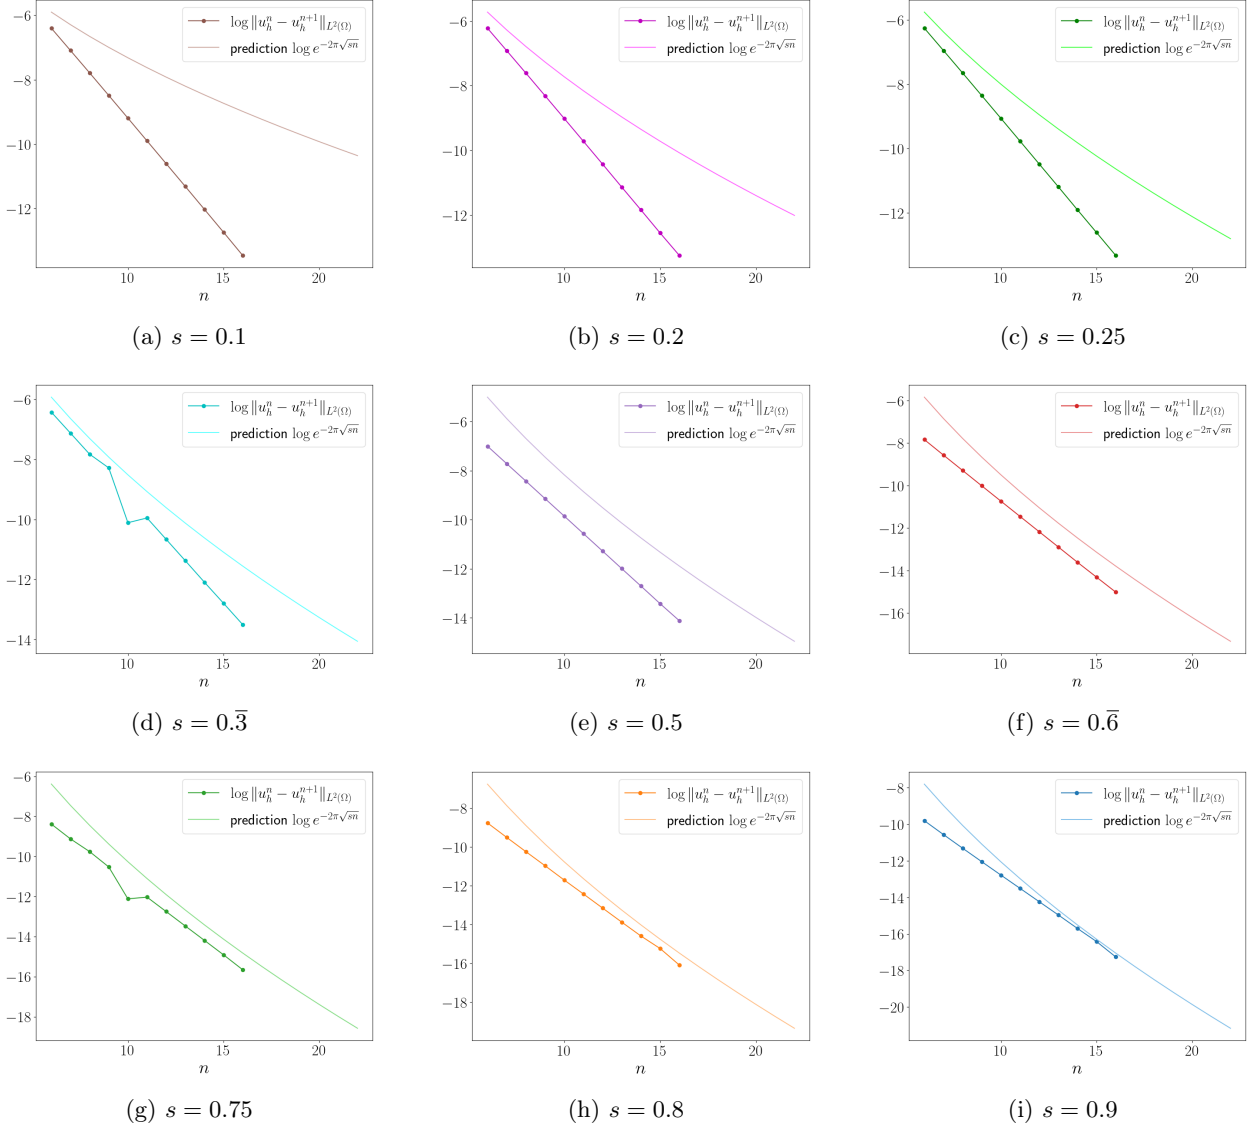 −6
−8
−10
−12
10
15
20
n
log ‖u_h^n − u_h^{n+1}‖_{L²(Ω)}
prediction log e^{−2π√sn}
(a) s = 0.1
−6
−8
−10
−12
10
15
20
n
log ‖u_h^n − u_h^{n+1}‖_{L²(Ω)}
prediction log e^{−2π√sn}
(b) s = 0.2
−6
−8
−10
−12
10
15
20
n
log ‖u_h^n − u_h^{n+1}‖_{L²(Ω)}
prediction log e^{−2π√sn}
(c) s = 0.25
−6
−8
−10
−12
−14
10
15
20
n
log ‖u_h^n − u_h^{n+1}‖_{L²(Ω)}
prediction log e^{−2π√sn}
(d) s = 0.3̅
−6
−8
−10
−12
−14
10
15
20
n
log ‖u_h^n − u_h^{n+1}‖_{L²(Ω)}
prediction log e^{−2π√sn}
(e) s = 0.5
−6
−8
−10
−12
−14
−16
10
15
20
n
log ‖u_h^n − u_h^{n+1}‖_{L²(Ω)}
prediction log e^{−2π√sn}
(f) s = 0.6̅
−6
−8
−10
−12
−14
−16
−18
10
15
20
n
log ‖u_h^n − u_h^{n+1}‖_{L²(Ω)}
prediction log e^{−2π√sn}
(g) s = 0.75
−8
−10
−12
−14
−16
−18
10
15
20
n
log ‖u_h^n − u_h^{n+1}‖_{L²(Ω)}
prediction log e^{−2π√sn}
(h) s = 0.8
−8
−10
−12
−14
−16
−18
−20
10
15
20
n
log ‖u_h^n − u_h^{n+1}‖_{L²(Ω)}
prediction log e^{−2π√sn}
(i) s = 0.9